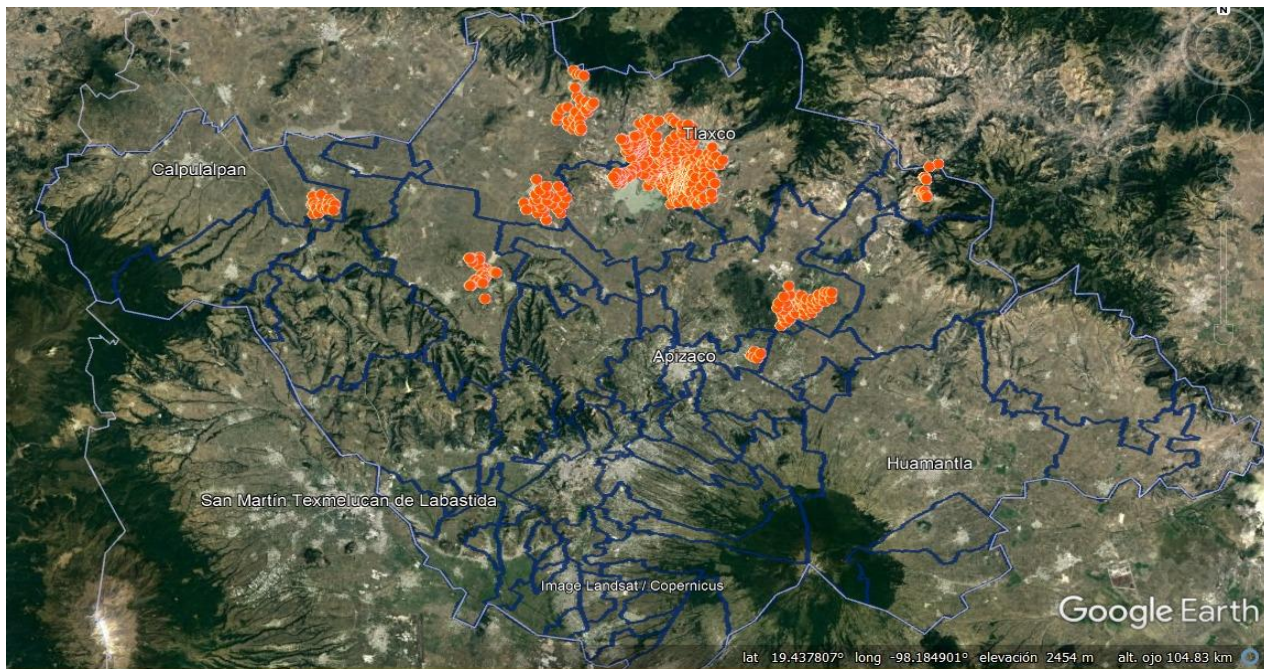 N
Tlaxco
Calpulalpan
Apizaco
Huamantla
San Martín Texmelucan de Labastida
Image Landsat / Copernicus
Google Earth
lat 19.437807° long -98.184901° elevación 2454 m alt. ojo 104.83 km